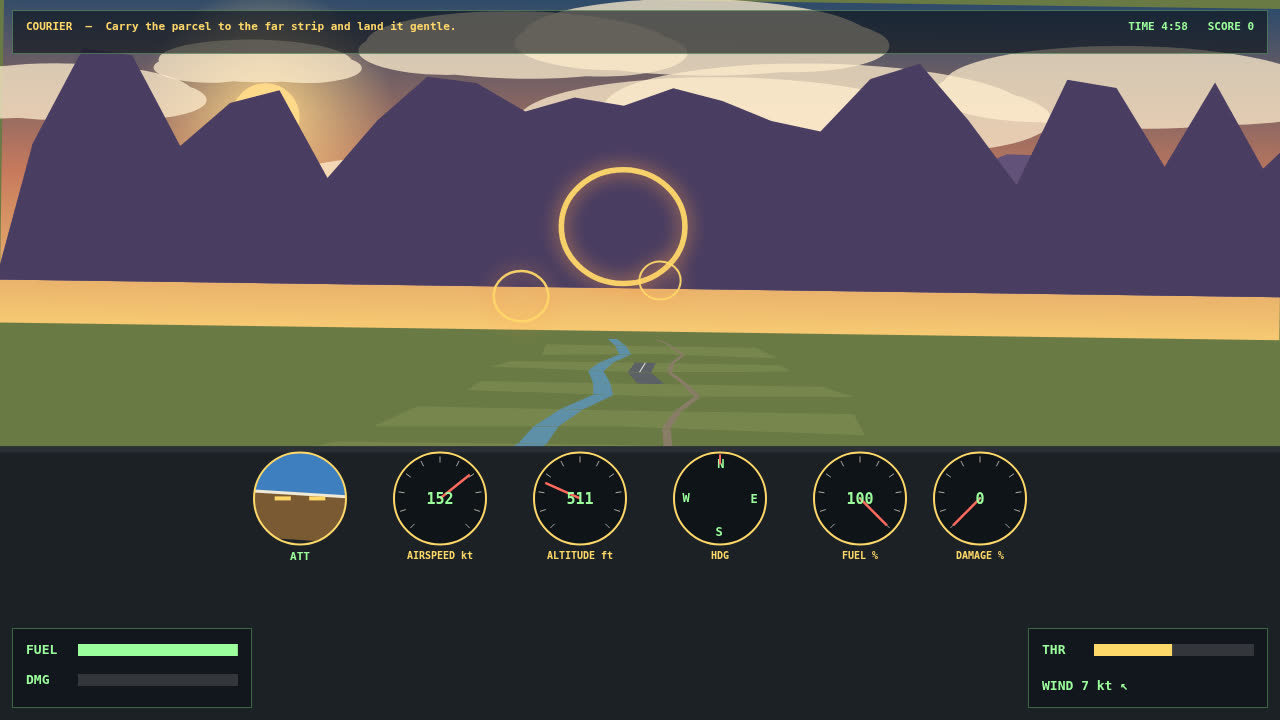 COURIER — Carry the parcel to the far strip and land it gentle.
TIME 4:58 SCORE 0
152 511 N W E S 100 0
ATT AIRSPEED kt ALTITUDE ft HDG FUEL % DAMAGE %
FUEL
DMG
THR
WIND 7 kt ↖